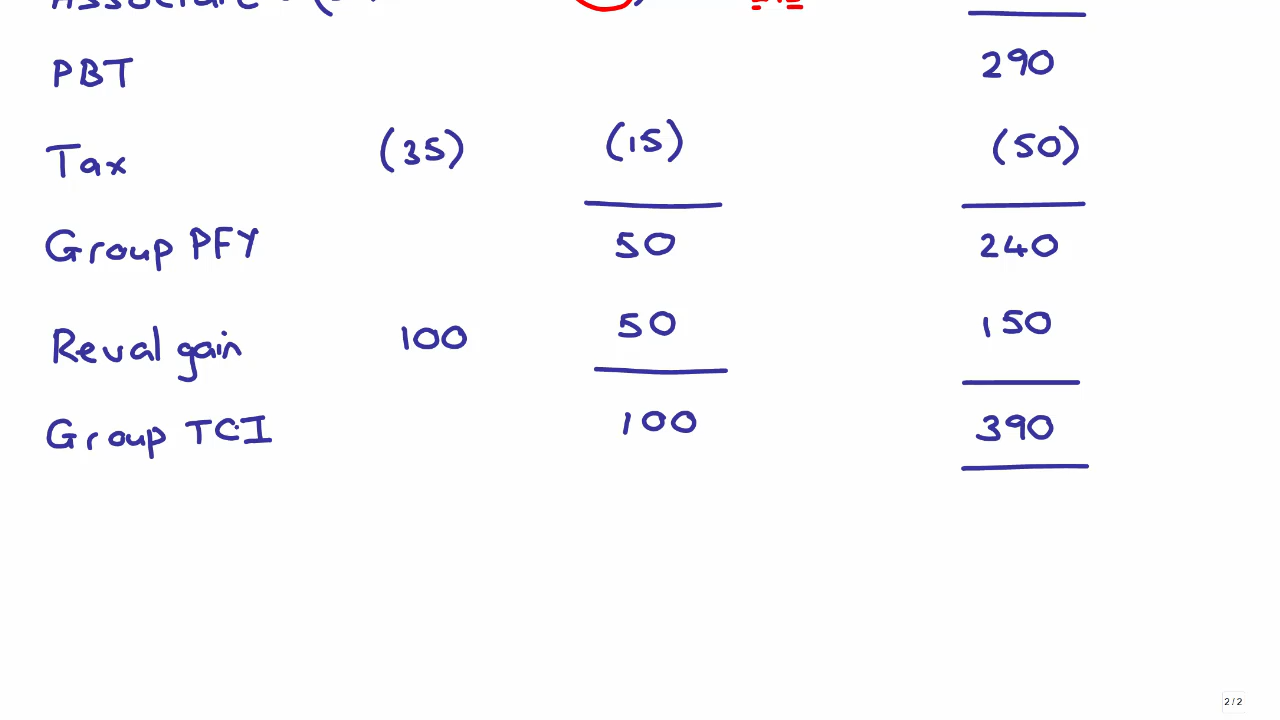 Associate
PBT 290
Tax (35) (15) (50)
Group PFY 50 240
Reval gain 100 50 150
Group TCI 100 390
2 / 2